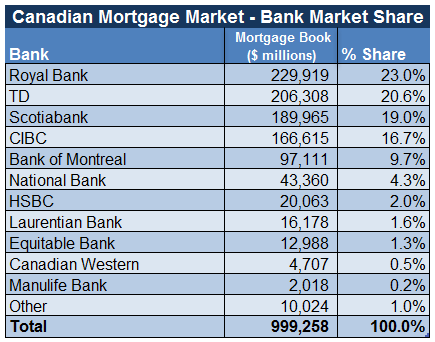 Canadian Mortgage Market - Bank Market Share
Bank Mortgage Book ($ millions) % Share
Royal Bank 229,919 23.0%
TD 206,308 20.6%
Scotiabank 189,965 19.0%
CIBC 166,615 16.7%
Bank of Montreal 97,111 9.7%
National Bank 43,360 4.3%
HSBC 20,063 2.0%
Laurentian Bank 16,178 1.6%
Equitable Bank 12,988 1.3%
Canadian Western 4,707 0.5%
Manulife Bank 2,018 0.2%
Other 10,024 1.0%
Total 999,258 100.0%